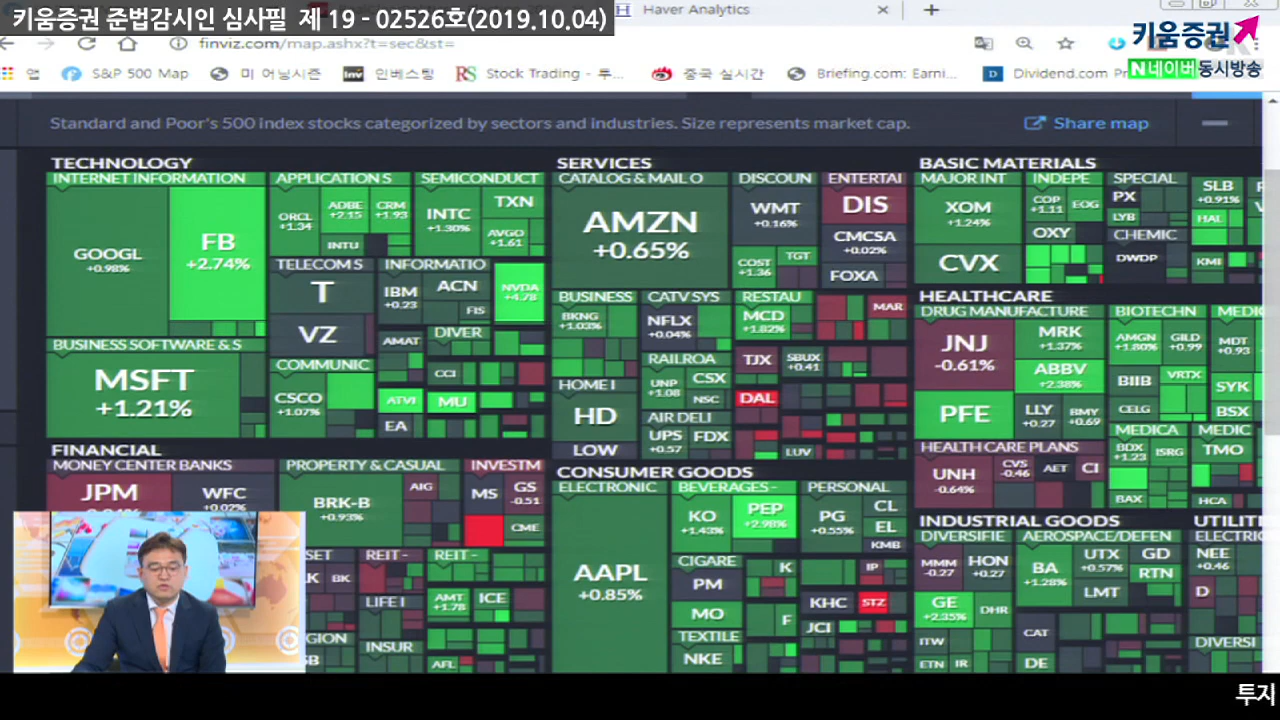 키움증권 준법감시인 심사필 제 19 - 02526호(2019.10.04)
Haver Analytics
키움증권
finviz.com/map.ashx?t=sec&st=
N 네이버 동시방송
앱 S&P 500 Map 미 어닝시즌 Inv 인베스팅 RS Stock Trading - 투... 중국 실시간 Briefing.com: Earni... D Dividend.com Pr
Standard and Poor's 500 index stocks categorized by sectors and industries. Size represents market cap.
Share map
TECHNOLOGY
INTERNET INFORMATION
GOOGL
+0.98%
FB
+2.74%
APPLICATION S
ORCL
+1.34
ADBE
+2.15
CRM
+1.93
INTU
SEMICONDUCT
INTC
+1.30%
TXN
AVGO
+1.61
NVDA
+4.78
TELECOM S
T
VZ
INFORMATIO
IBM
+0.23
ACN
FIS
AMAT
DIVER
CCI
BUSINESS SOFTWARE & S
MSFT
+1.21%
COMMUNIC
CSCO
+1.07%
ATVI
MU
EA
SERVICES
CATALOG & MAIL O
AMZN
+0.65%
DISCOUN
WMT
+0.16%
COST
+1.36
TGT
ENTERTAI
DIS
CMCSA
+0.02%
FOXA
BUSINESS
BKNG
+1.03%
CATV SYS
NFLX
+0.04%
RESTAU
MCD
+1.82%
MAR
RAILROA
UNP
+1.08
CSX
NSC
TJX
SBUX
+0.41
HOME I
HD
LOW
DAL
AIR DELI
UPS
+0.57
FDX
LUV
BASIC MATERIALS
MAJOR INT
XOM
+1.24%
CVX
INDEPE
COP
+1.11
EOG
OXY
SPECIAL
PX
LYB
CHEMIC
DWDP
SLB
+0.91%
HAL
KMI
HEALTHCARE
DRUG MANUFACTURE
JNJ
-0.61%
MRK
+1.37%
ABBV
+2.38%
PFE
LLY
+0.27
BMY
+0.69
BIOTECHN
AMGN
+1.80%
GILD
+0.99
BIIB
VRTX
CELG
MEDIC
MDT
+0.93
SYK
BSX
HEALTH CARE PLANS
UNH
-0.64%
CVS
-0.46
AET
CI
MEDICA
BDX
+1.23
ISRG
BAX
MEDIC
TMO
HCA
FINANCIAL
MONEY CENTER BANKS
JPM
WFC
+0.02%
PROPERTY & CASUAL
BRK-B
+0.93%
AIG
INVESTM
MS
GS
-0.51
CME
SET
BK
REIT -
LIFE I
INSUR
REIT -
AMT
+1.78
ICE
AFL
GION
CONSUMER GOODS
ELECTRONIC
AAPL
+0.85%
BEVERAGES -
KO
+1.43%
PEP
+2.98%
PERSONAL
PG
+0.55%
CL
EL
KMB
CIGARE
PM
MO
K
IP
KHC
STZ
F
JCI
TEXTILE
NKE
INDUSTRIAL GOODS
DIVERSIFIE
MMM
-0.27
HON
+0.27
GE
+2.35%
DHR
ITW
ETN
IR
AEROSPACE/DEFEN
BA
+1.28%
UTX
+0.57%
GD
RTN
LMT
CAT
DE
UTILIT
ELECTRIC
NEE
+0.46
D
DIVERSI
투자